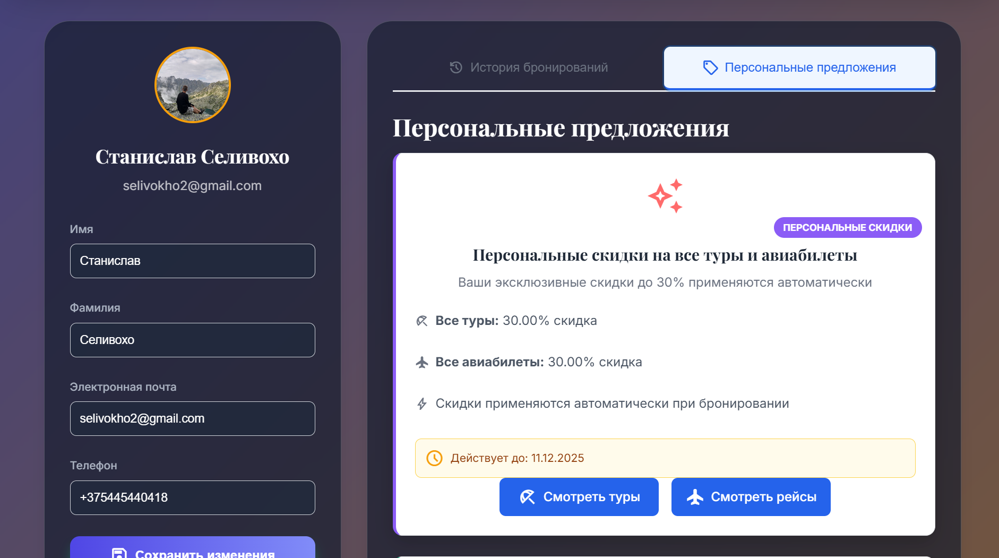 Станислав Селивохо
selivokho2@gmail.com
Имя
Станислав
Фамилия
Селивохо
Электронная почта
selivokho2@gmail.com
Телефон
+375445440418
Сохранить изменения
История бронирований
Персональные предложения
Персональные предложения
ПЕРСОНАЛЬНЫЕ СКИДКИ
Персональные скидки на все туры и авиабилеты
Ваши эксклюзивные скидки до 30% применяются автоматически
Все туры: 30.00% скидка
Все авиабилеты: 30.00% скидка
Скидки применяются автоматически при бронировании
Действует до: 11.12.2025
Смотреть туры
Смотреть рейсы